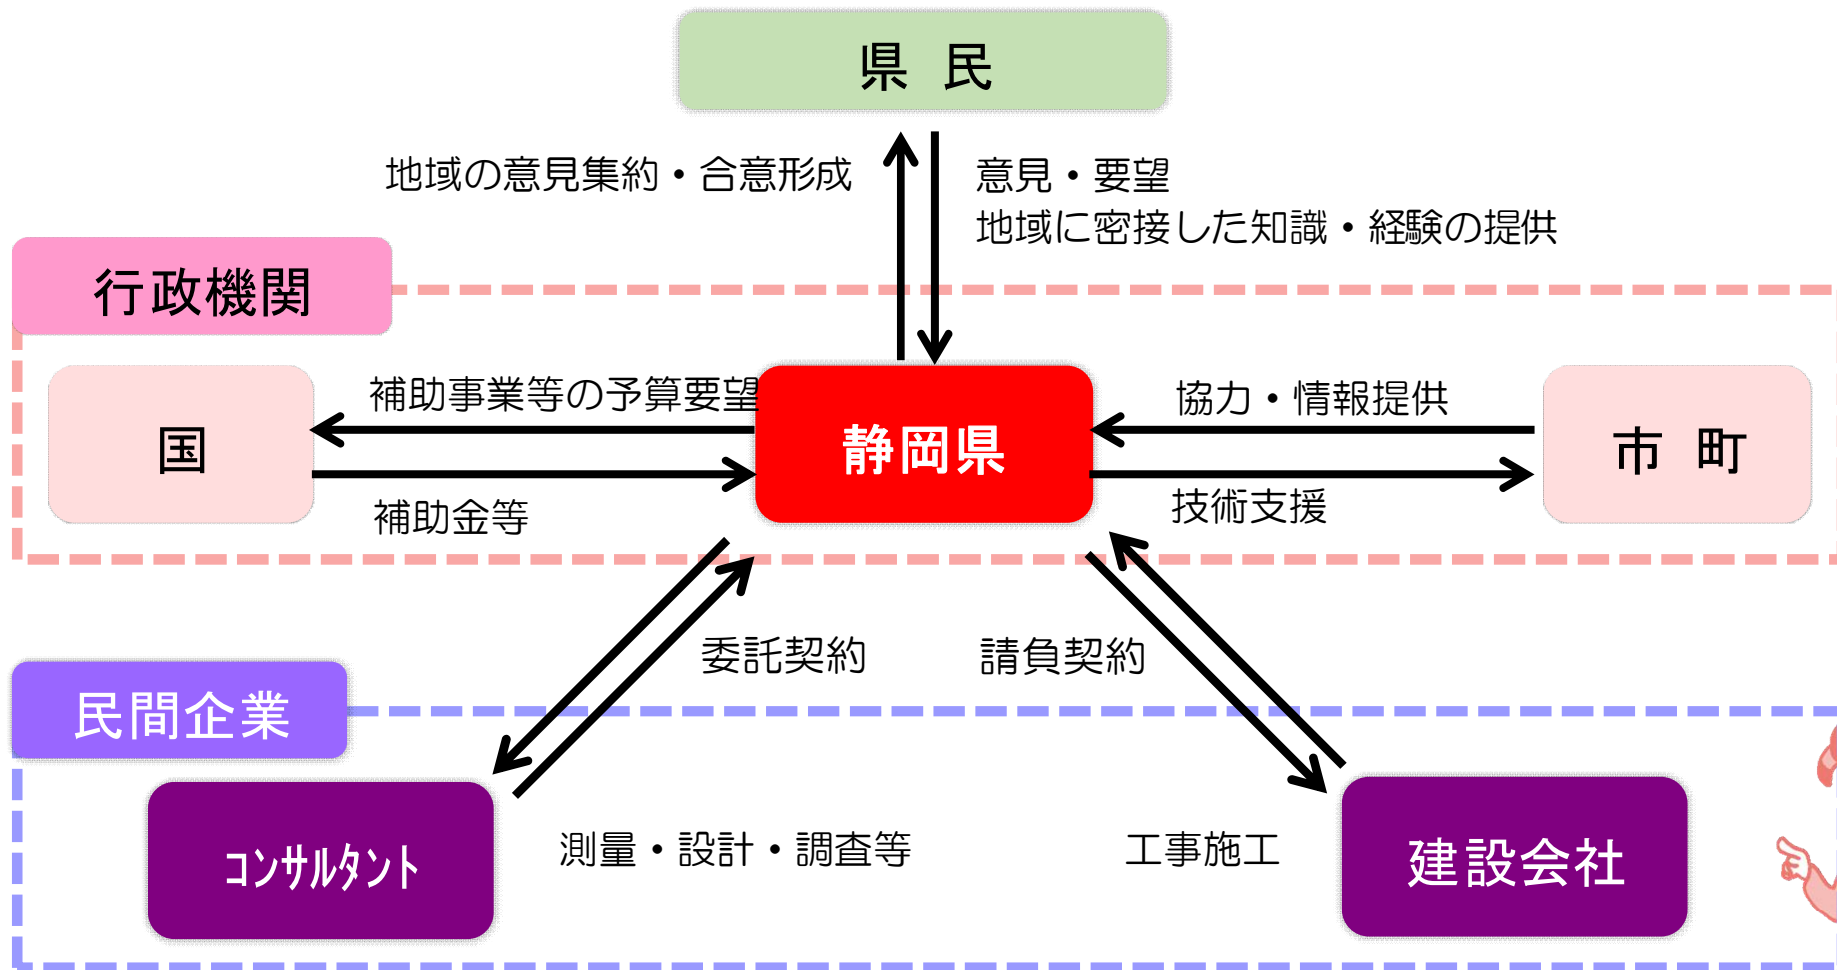 県 民
地域の意見集約・合意形成
意見・要望
地域に密接した知識・経験の提供
行政機関
補助事業等の予算要望
協力・情報提供
国
静岡県
市 町
補助金等
技術支援
委託契約
請負契約
民間企業
コンサルタント
測量・設計・調査等
工事施工
建設会社